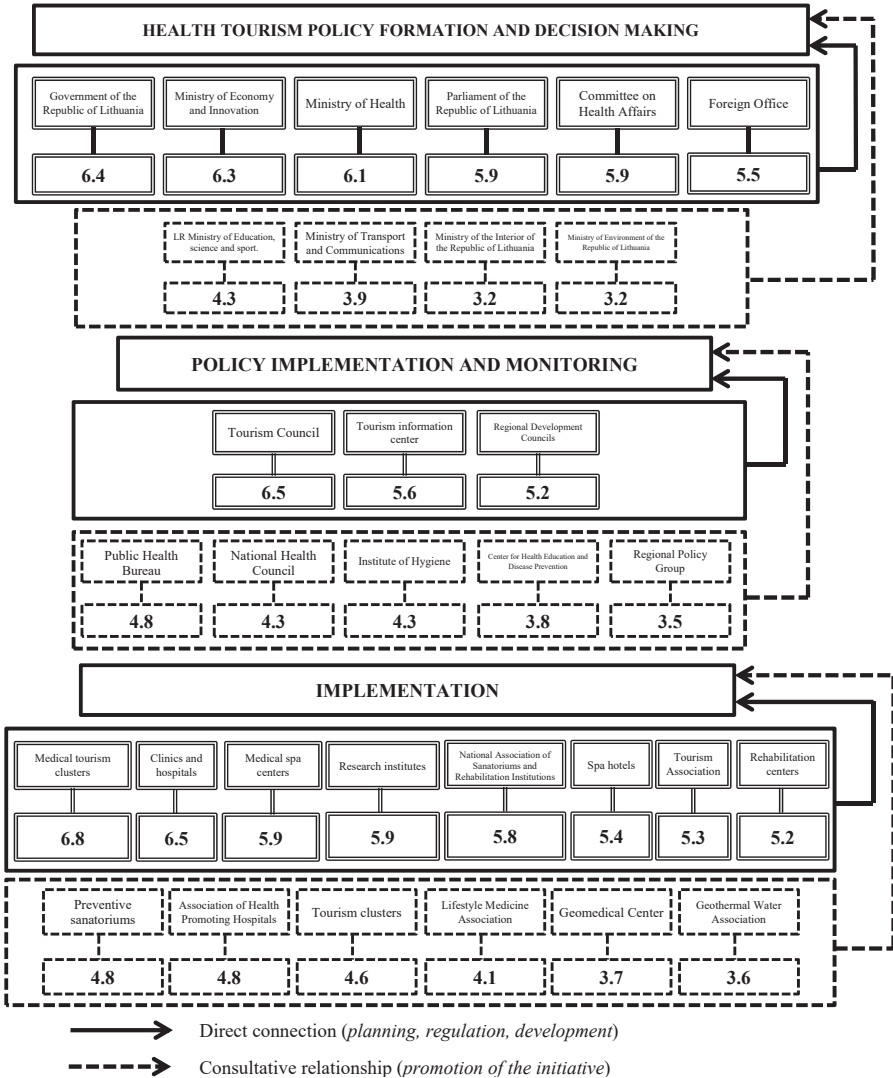 HEALTH TOURISM POLICY FORMATION AND DECISION MAKING
Government of the
Republic of Lithuania
Ministry of Economy
and Innovation
Ministry of Health
Parliament of the
Republic of Lithuania
Committee on
Health Affairs
Foreign Office
6.4
6.3
6.1
5.9
5.9
5.5
LR Ministry of Education,
science and sport.
Ministry of Transport
and Communications
Ministry of the Interior of
the Republic of Lithuania
Ministry of Environment of the
Republic of Lithuania
4.3
3.9
3.2
3.2
POLICY IMPLEMENTATION AND MONITORING
Tourism Council
Tourism information
center
Regional Development
Councils
6.5
5.6
5.2
Public Health
Bureau
National Health
Council
Institute of Hygiene
Center for Health Education and
Disease Prevention
Regional Policy
Group
4.8
4.3
4.3
3.8
3.5
IMPLEMENTATION
Medical tourism
clusters
Clinics and
hospitals
Medical spa
centers
Research institutes
National Association of
Sanatoriums and
Rehabilitation Institutions
Spa hotels
Tourism
Association
Rehabilitation
centers
6.8
6.5
5.9
5.9
5.8
5.4
5.3
5.2
Preventive
sanatoriums
Association of Health
Promoting Hospitals
Tourism clusters
Lifestyle Medicine
Association
Geomedical Center
Geothermal Water
Association
4.8
4.8
4.6
4.1
3.7
3.6
Direct connection (planning, regulation, development)
Consultative relationship (promotion of the initiative)